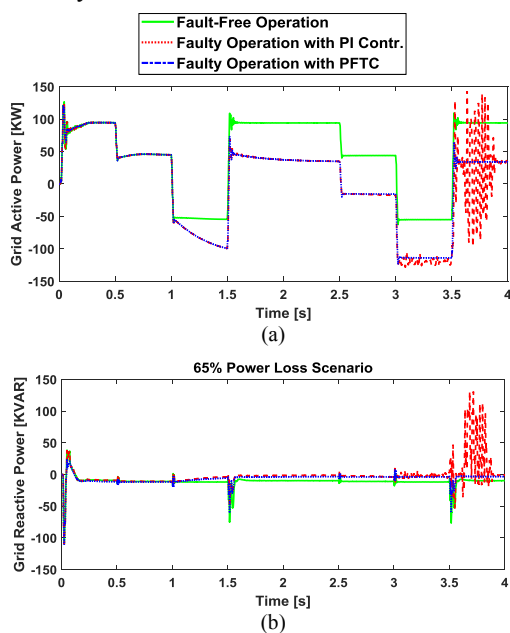 Fault-Free Operation
Faulty Operation with PI Contr.
Faulty Operation with PFTC
150
100
50
0
-50
-100
-150
Grid Active Power [KW]
0 0.5 1 1.5 2 2.5 3 3.5 4
Time [s]
(a)
65% Power Loss Scenario
150
100
50
0
-50
-100
-150
Grid Reactive Power [KVAR]
0 0.5 1 1.5 2 2.5 3 3.5 4
Time [s]
(b)